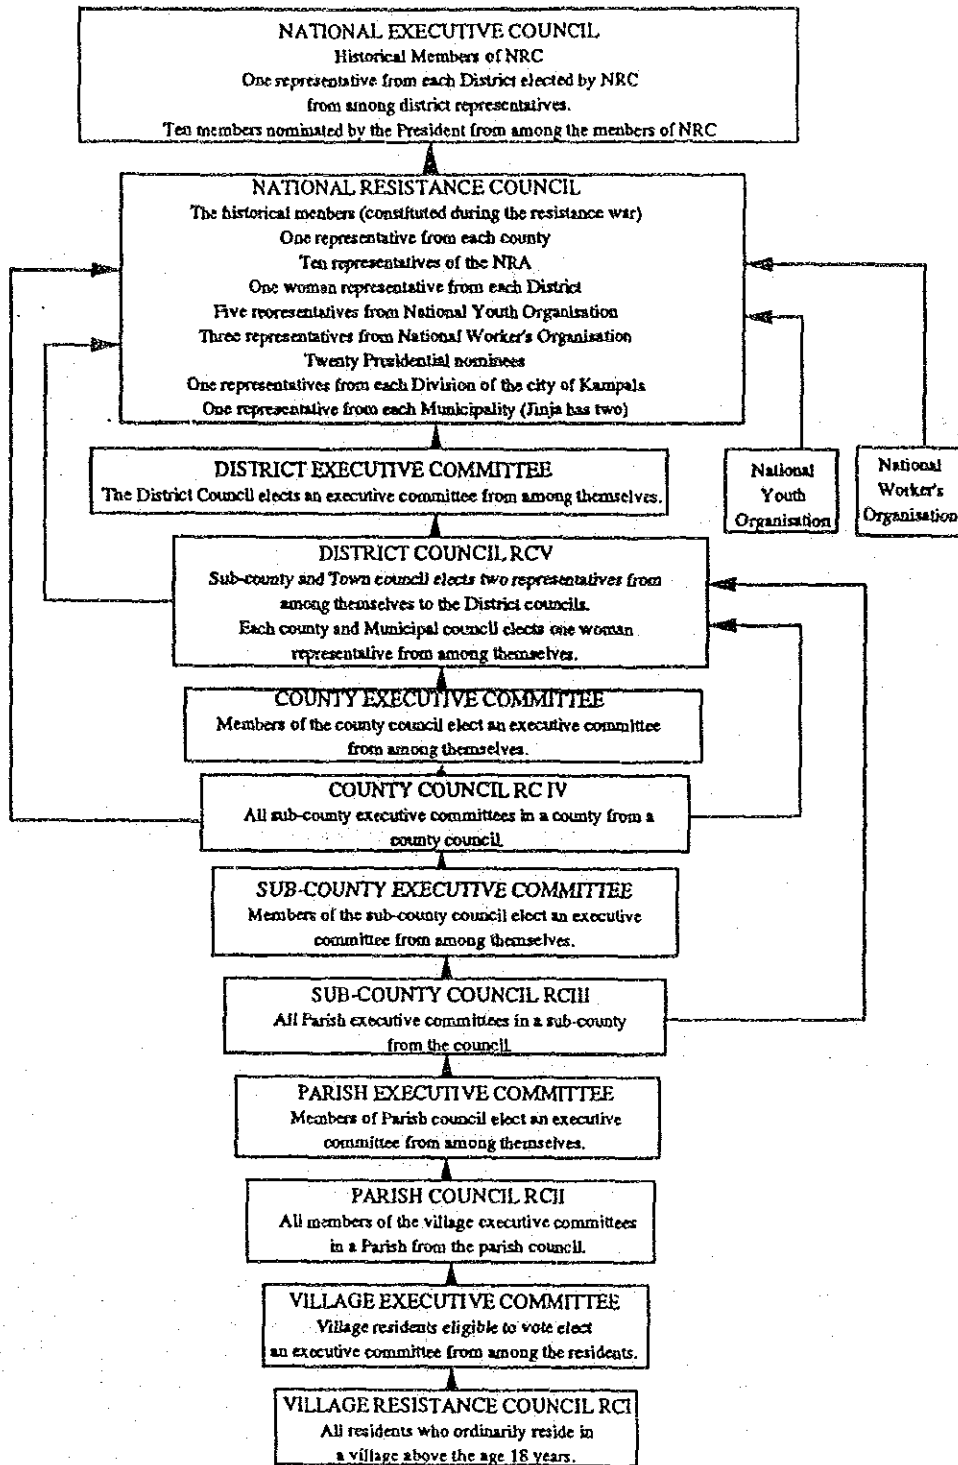 NATIONAL EXECUTIVE COUNCIL
Historical Members of NRC
One representative from each District elected by NRC
from among district representatives.
Ten members nominated by the President from among the menbers of NRC
NATIONAL RESISTANCE COUNCIL
The historical menbers (constituted during the resistance war)
One representative from each county
Ten representatives of the NRA
One woman representative from each District
Five reoresentatives from National Youth Organisation
Three representatives from National Worker's Organisation
Twenty Presidential nominees
One representatives from each Division of the city of Kampals
One representative from each Municipality (Jinja has two)
National
Youth
Organisation
National
Worker's
Organisation
DISTRICT EXECUTIVE COMMITTEE
The District Council elects an executive committee from among themselves.
DISTRICT COUNCIL RCV
Sub-county and Town council elects two representatives from
among themselves to the District councils.
Each county and Municipal council elects one woman
representative from among themselves.
COUNTY EXECUTIVE COMMITTEE
Members of the county council elect an executive committee
from among themselves.
COUNTY COUNCIL RC IV
All sub-county executive committees in a county from a
county council.
SUB-COUNTY EXECUTIVE COMMITTEE
Members of the sub-county council elect an executive
committee from among themselves.
SUB-COUNTY COUNCIL RCIII
All Parish executive committees in a sub-county
from the council.
PARISH EXECUTIVE COMMITTEE
Members of Parish council elect an executive
committee from among themselves.
PARISH COUNCIL RCII
All members of the village executive committees
in a Parish from the parish council.
VILLAGE EXECUTIVE COMMITTEE
Village residents eligible to vote elect
an executive committee from among the residents.
VILLAGE RESISTANCE COUNCIL RCI
All residents who ordinarily reside in
a village above the age 18 years.